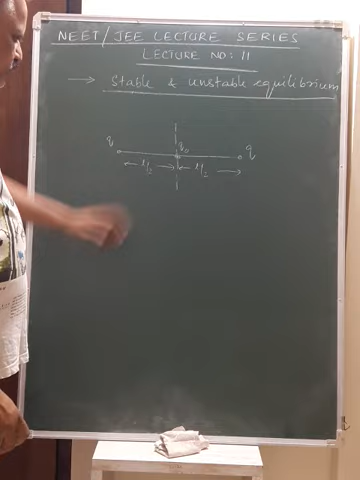 NEET/JEE LECTURE SERIES
LECTURE NO: 11
→ Stable & unstable equilibrium
q q₀ q
r/2 r/2